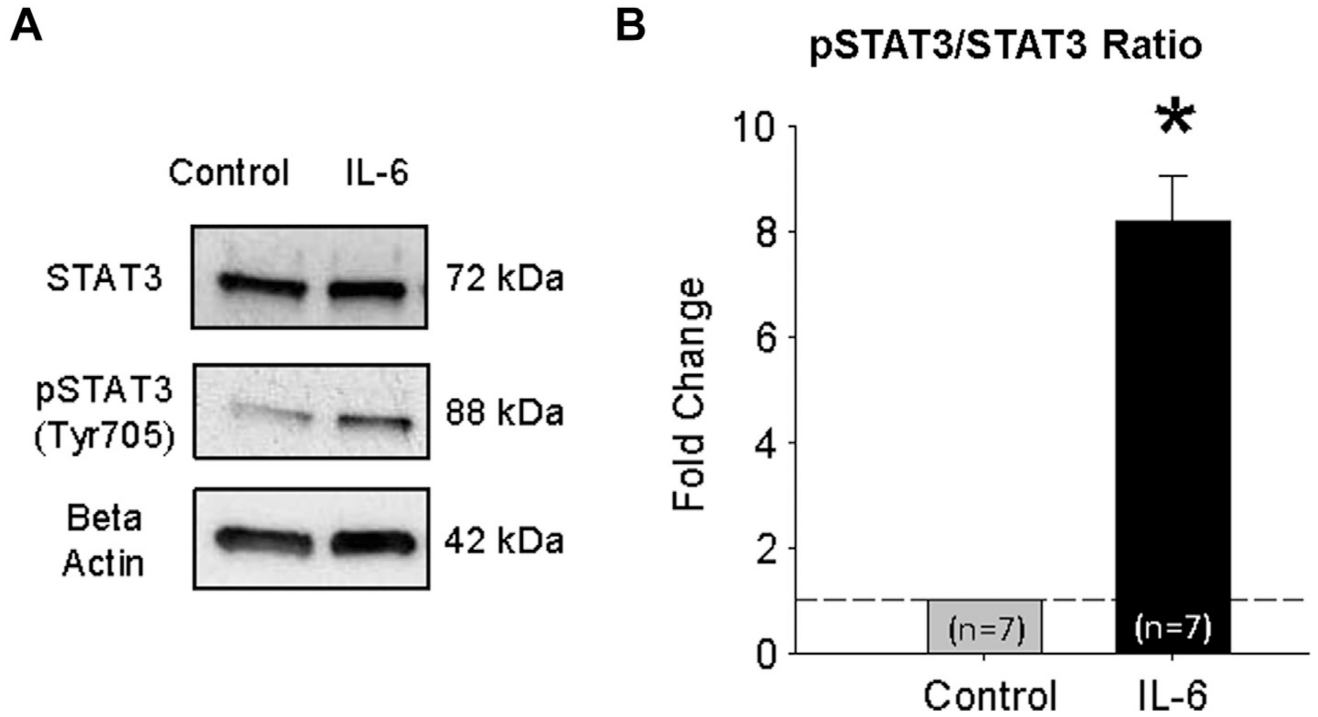 A
Control IL-6
STAT3 72 kDa
pSTAT3
(Tyr705)
88 kDa
Beta
Actin
42 kDa
B
pSTAT3/STAT3 Ratio
*
Fold Change
10
8
6
4
2
0
(n=7) (n=7)
Control IL-6